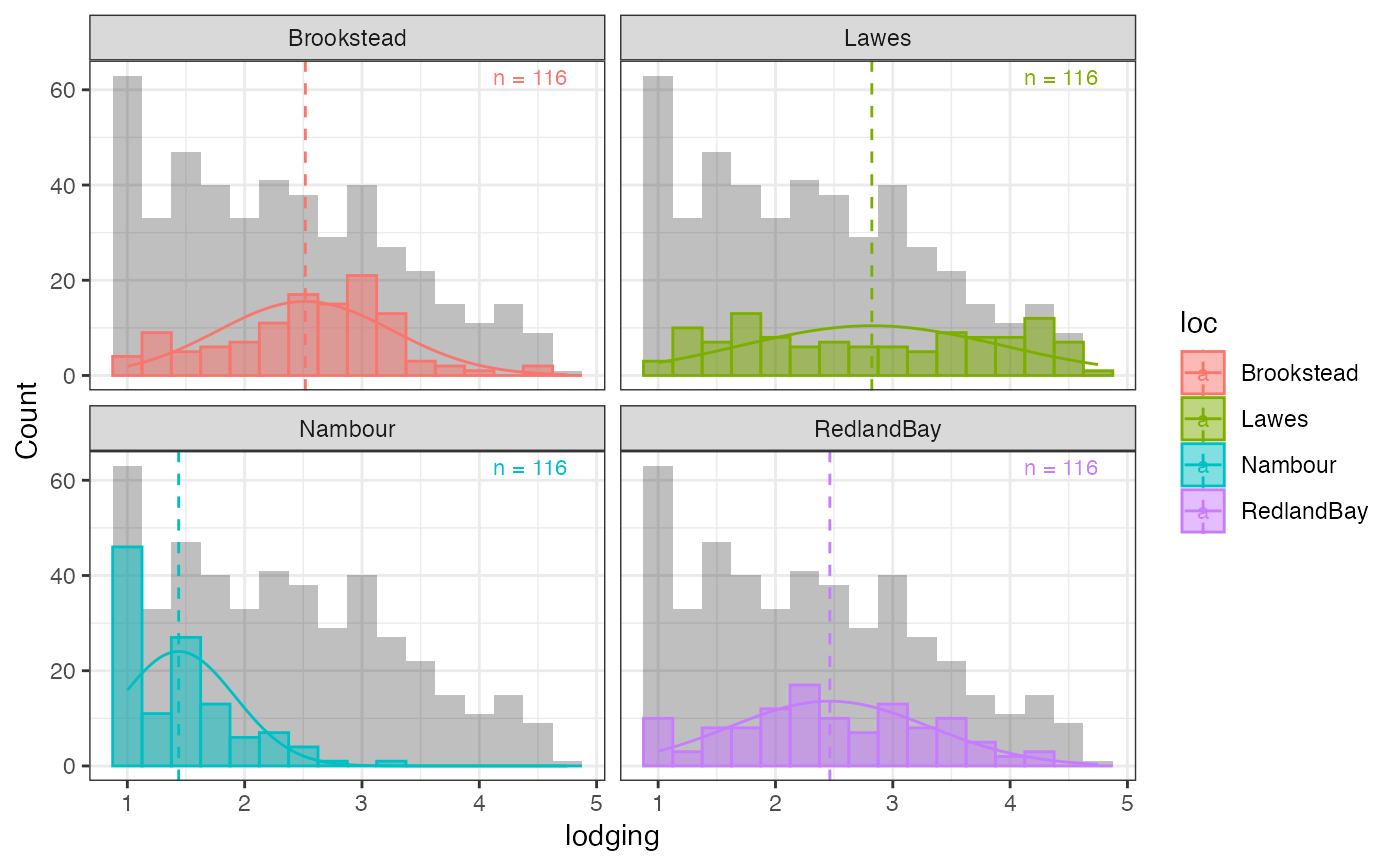 Brookstead
Lawes
n = 116
n = 116
60
40
20
0
Nambour
RedlandBay
n = 116
n = 116
60
40
20
0
1 2 3 4 5
1 2 3 4 5
lodging
Count
loc
a Brookstead
a Lawes
a Nambour
a RedlandBay